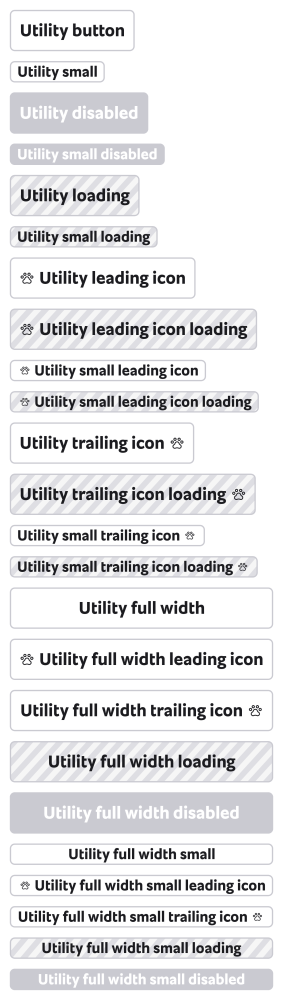 Utility button
Utility small
Utility disabled
Utility small disabled
Utility loading
Utility small loading
Utility leading icon
Utility leading icon loading
Utility small leading icon
Utility small leading icon loading
Utility trailing icon
Utility trailing icon loading
Utility small trailing icon
Utility small trailing icon loading
Utility full width
Utility full width leading icon
Utility full width trailing icon
Utility full width loading
Utility full width disabled
Utility full width small
Utility full width small leading icon
Utility full width small trailing icon
Utility full width small loading
Utility full width small disabled